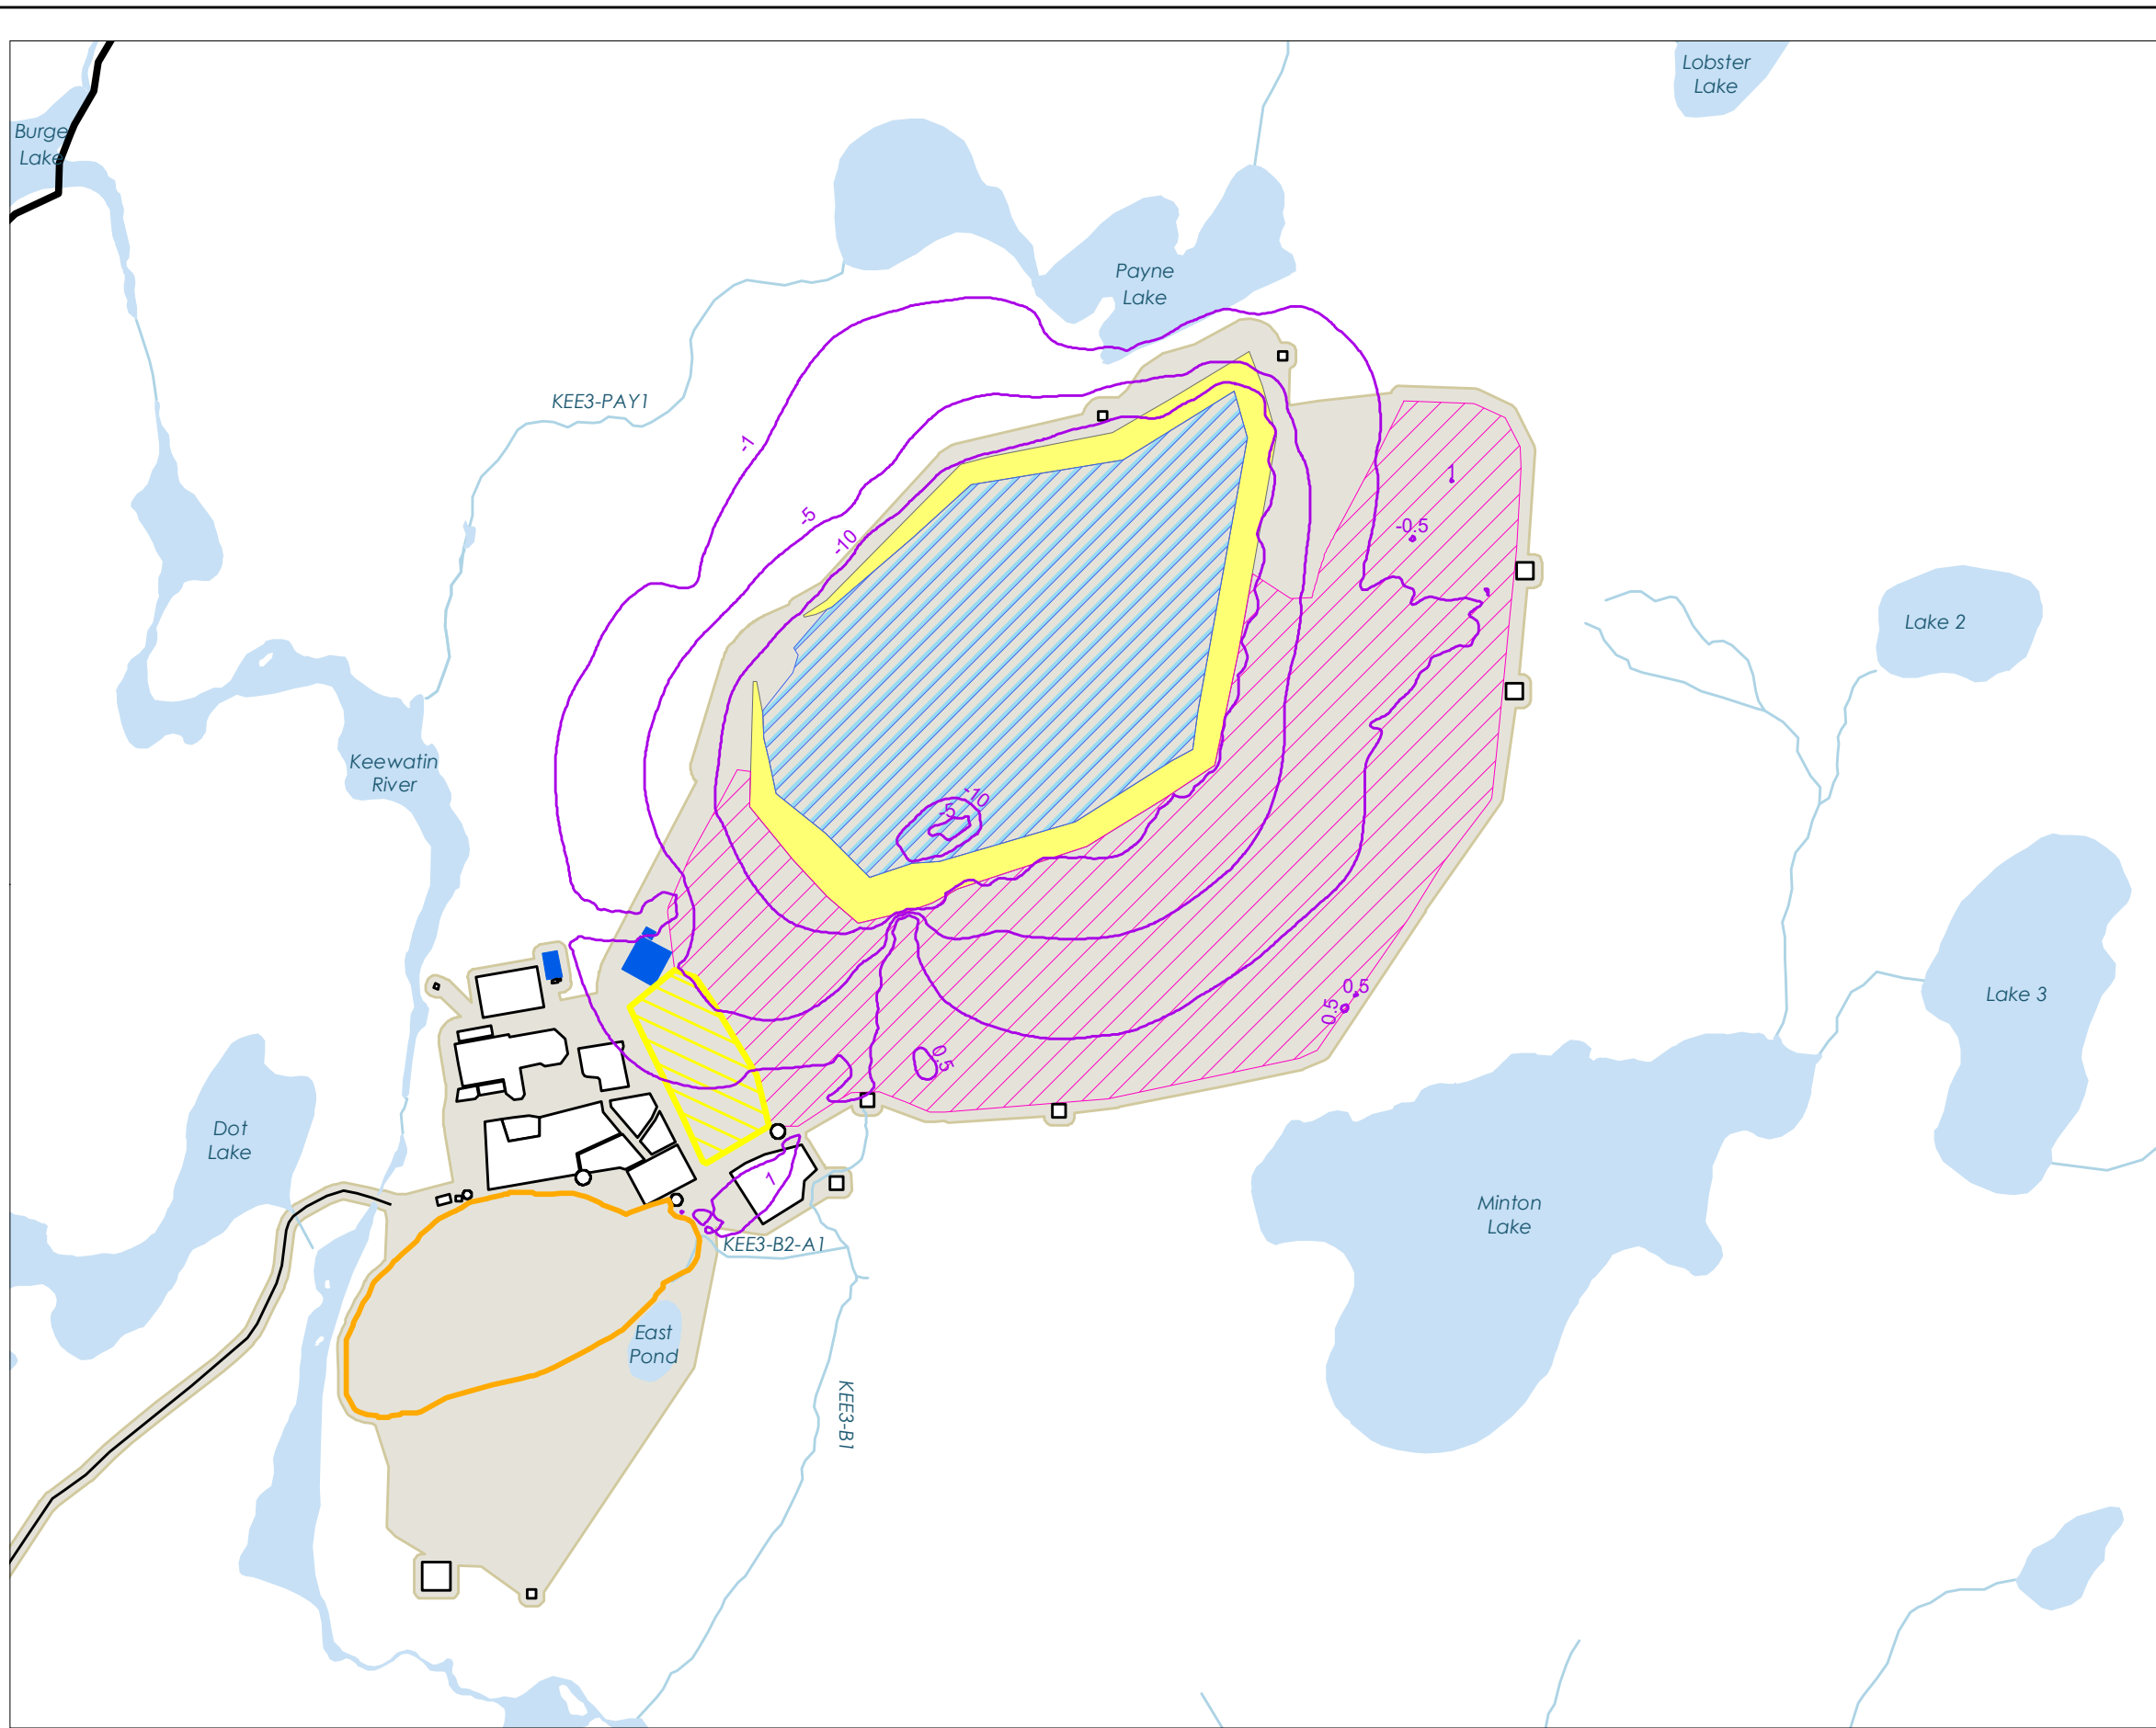 Lobster
Lake
Burge
Lake
Payne
Lake
KEE3-PAY1
-1
1
-5
-0.5
-10
Lake 2
Keewatin
River
-10
-5
0.5
0.5
Lake 3
0.5
Dot
Lake
1
Minton
Lake
KEE3-B2-A1
East
Pond
KEE3-B1